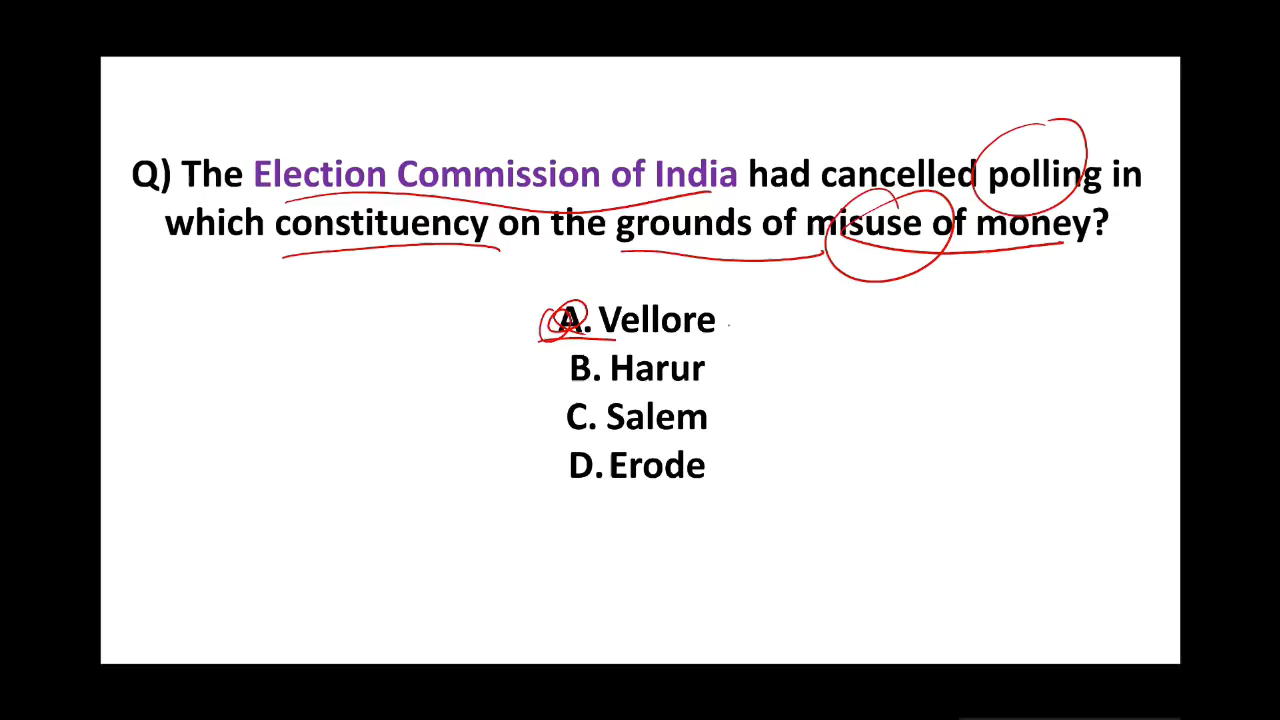 Q) The Election Commission of India had cancelled polling in
which constituency on the grounds of misuse of money?
A. Vellore
B. Harur
C. Salem
D. Erode